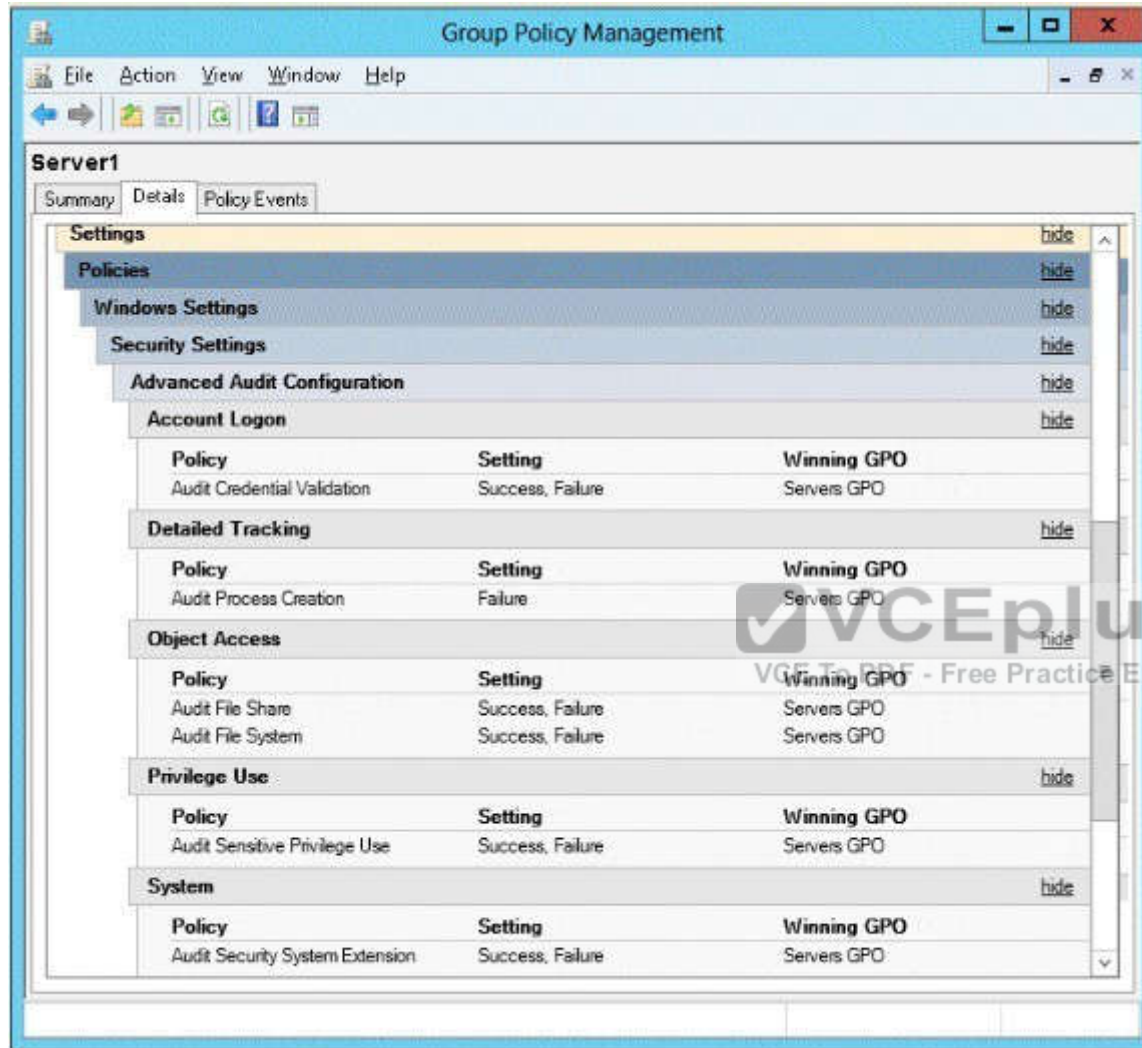 Group Policy Management
File Action View Window Help
Server1
Summary Details Policy Events
Settings hide
Policies hide
Windows Settings hide
Security Settings hide
Advanced Audit Configuration hide
Account Logon hide
Policy Setting Winning GPO
Audit Credential Validation Success, Failure Servers GPO
Detailed Tracking hide
Policy Setting Winning GPO
Audit Process Creation Failure Servers GPO
VCEplu
Object Access hide
VCE To PDF - Free Practice E
Policy Setting Winning GPO
Audit File Share Success, Failure Servers GPO
Audit File System Success, Failure Servers GPO
Privilege Use hide
Policy Setting Winning GPO
Audit Sensitive Privilege Use Success, Failure Servers GPO
System hide
Policy Setting Winning GPO
Audit Security System Extension Success, Failure Servers GPO